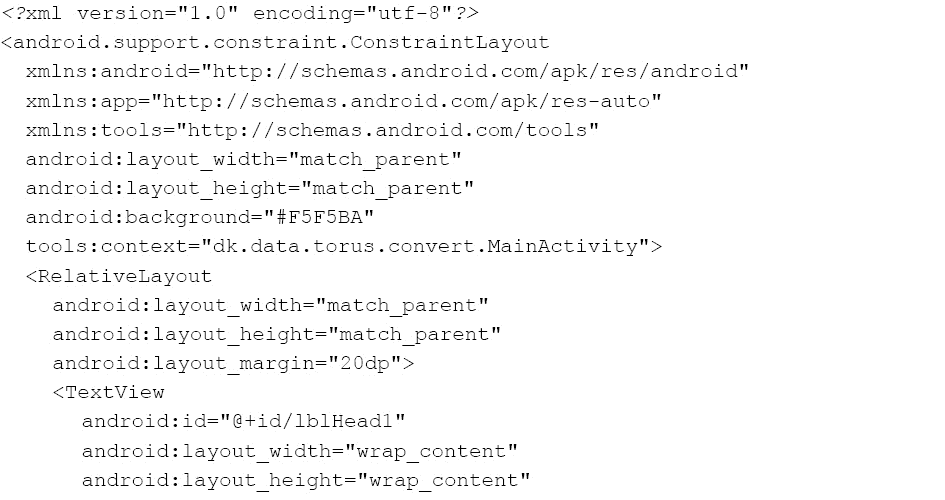 <?xml version="1.0" encoding="utf-8"?>
<android.support.constraint.ConstraintLayout
xmlns:android="http://schemas.android.com/apk/res/android"
xmlns:app="http://schemas.android.com/apk/res-auto"
xmlns:tools="http://schemas.android.com/tools"
android:layout_width="match_parent"
android:layout_height="match_parent"
android:background="#F5F5BA"
tools:context="dk.data.torus.convert.MainActivity">
<RelativeLayout
android:layout_width="match_parent"
android:layout_height="match_parent"
android:layout_margin="20dp">
<TextView
android:id="@+id/lblHead1"
android:layout_width="wrap_content"
android:layout_height="wrap_content"